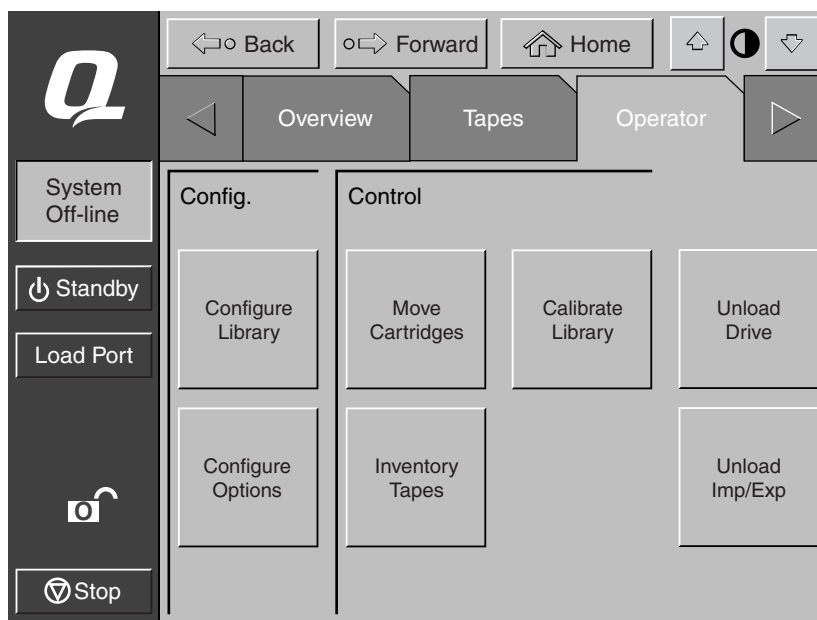 Q
Back
Forward
Home
Overview
Tapes
Operator
System
Off-line
Standby
Load Port
O
Stop
Config.
Control
Configure
Library
Move
Cartridges
Calibrate
Library
Unload
Drive
Configure
Options
Inventory
Tapes
Unload
Imp/Exp